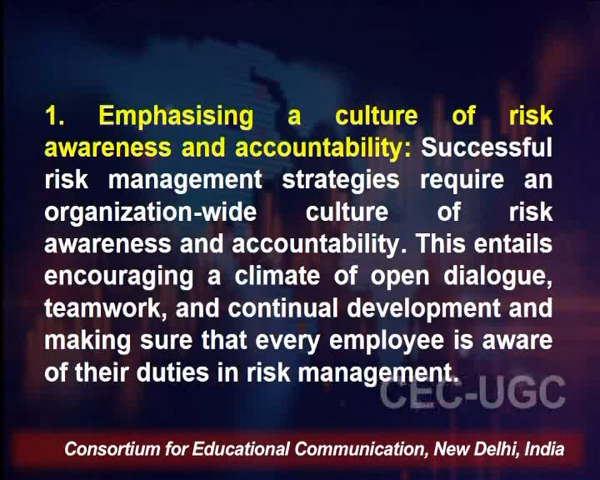 1. Emphasising a culture of risk
awareness and accountability: Successful
risk management strategies require an
organization-wide culture of risk
awareness and accountability. This entails
encouraging a climate of open dialogue,
teamwork, and continual development and
making sure that every employee is aware
of their duties in risk management.
CEC-UGC
Consortium for Educational Communication, New Delhi, India